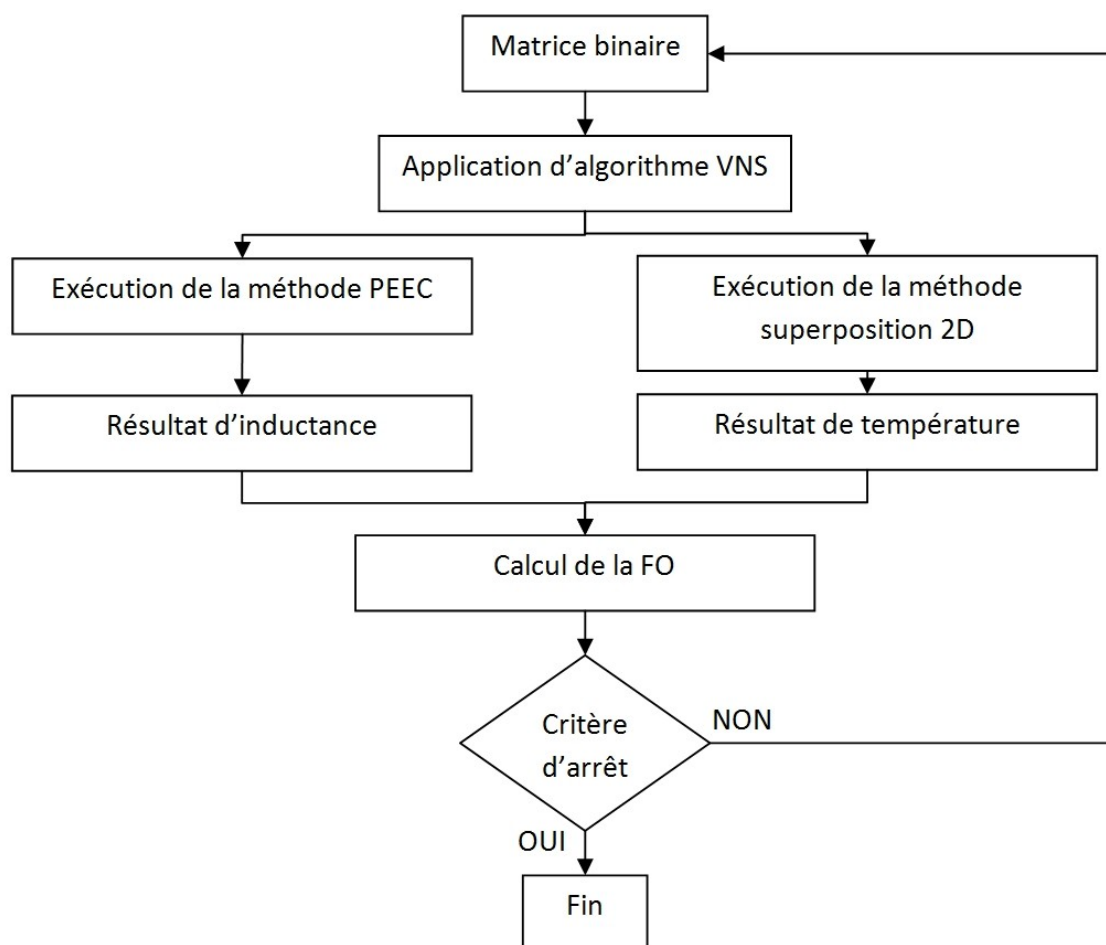 Matrice binaire
Application d’algorithme VNS
Exécution de la méthode PEEC
Exécution de la méthode
superposition 2D
Résultat d’inductance
Résultat de température
Calcul de la FO
Critère
d’arrêt
NON
OUI
Fin